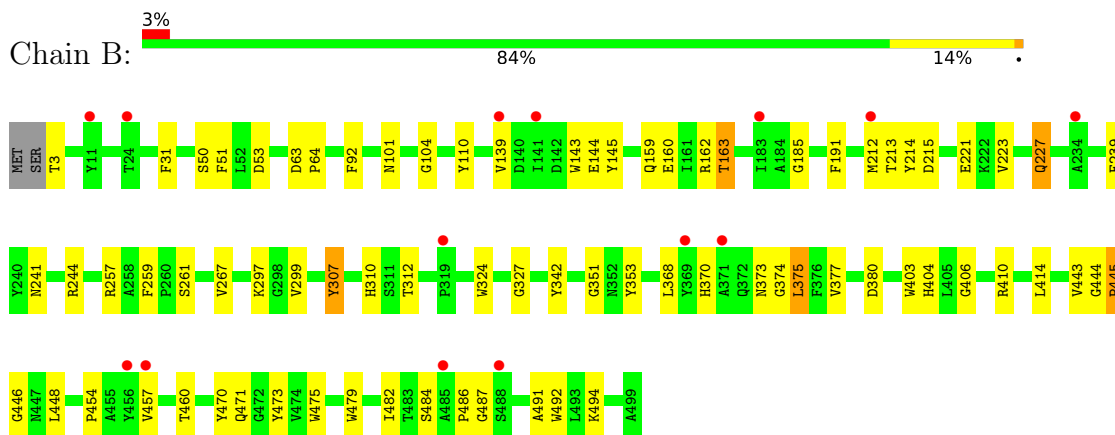 3%
Chain B:
84% 14%
MET SER T3 Y11 T24 F31 S50 F51 L52 D53 D63 P64 F92 N101 G104 Y110 V139 D140 I141 D142 W143 E144 Y145 Q159 E160 I161 R162 T163 I183 A184 G185 F191 M212 T213 Y214 D215 E221 K222 V223 Q227 A234
Y240 N241 R244 R257 A258 F259 P260 S261 V267 K297 G298 V299 Y307 H310 S311 T312 P319 W324 G327 Y342 G351 N352 Y353 L368 Y369 H370 A371 Q372 N373 G374 L375 F376 V377 D380 W403 H404 L405 G406 R410 L414 V443 G444
G446 N447 L448 P454 A455 Y456 V457 T460 Y470 Q471 G472 Y473 V474 W475 W479 I482 T483 S484 A485 P486 G487 S488 A491 W492 L493 K494 A499